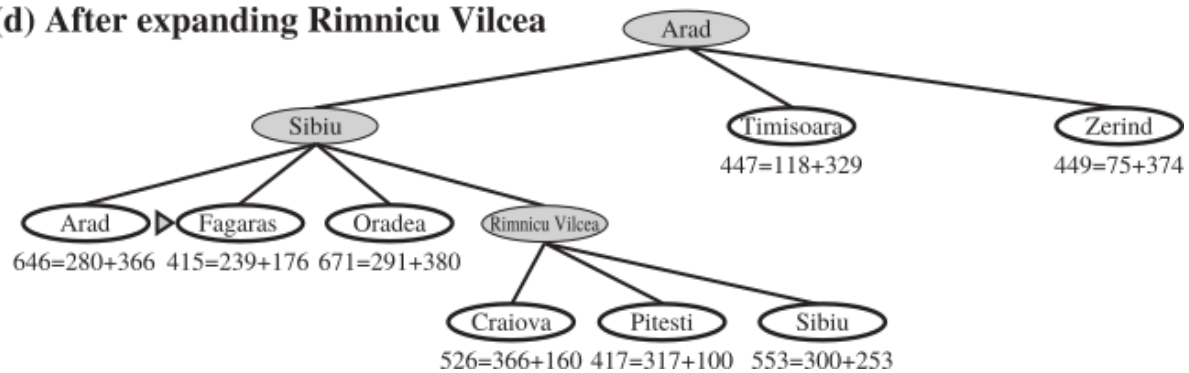 (d) After expanding Rimnicu Vilcea
Arad
Sibiu
Timisoara
Zerind
447=118+329
449=75+374
Arad
Fagaras
Oradea
Rimnicu Vilcea
646=280+366
415=239+176
671=291+380
Craiova
Pitesti
Sibiu
526=366+160
417=317+100
553=300+253